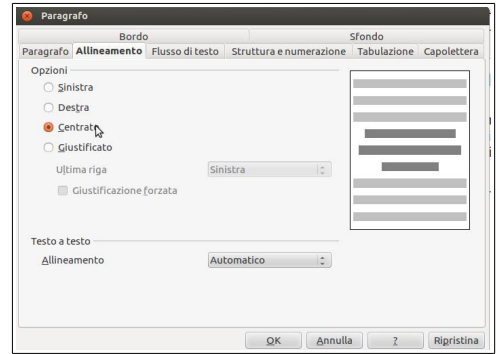 Paragrafo
Bordo Sfondo
Paragrafo Allineamento Flusso di testo Struttura e numerazione Tabulazione Capolettera
Opzioni
Sinistra
Destra
Centrato
Giustificato
Ultima riga Sinistra
Giustificazione forzata
Testo a testo
Allineamento Automatico
OK Annulla ? Ripristina